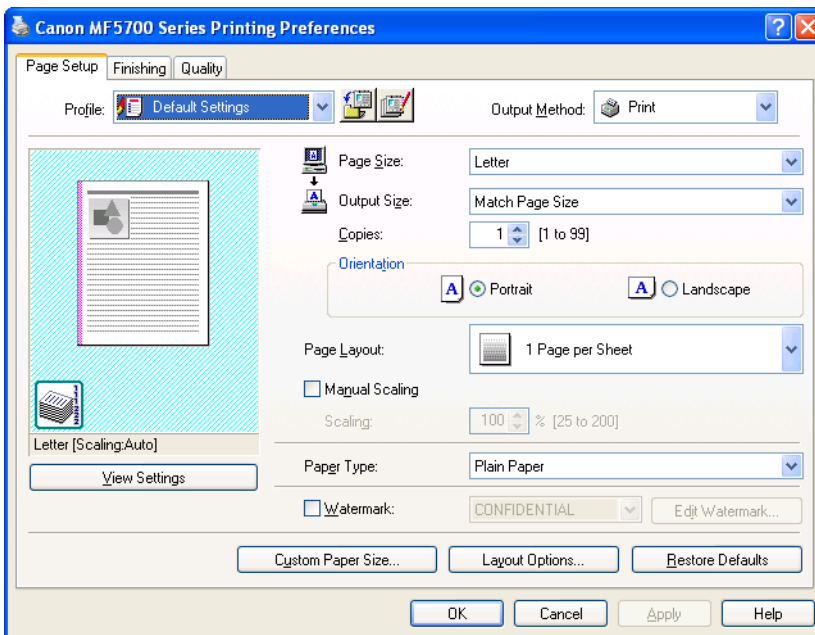 Canon MF5700 Series Printing Preferences
Page Setup Finishing Quality
Profile: Default Settings Output Method: Print
Page Size: Letter
Output Size: Match Page Size
Copies: 1 [1 to 99]
Orientation
A Portrait A Landscape
Page Layout: 1 Page per Sheet
Manual Scaling
Scaling: 100 % [25 to 200]
Letter [Scaling:Auto]
View Settings
Paper Type: Plain Paper
Watermark: CONFIDENTIAL Edit Watermark...
Custom Paper Size... Layout Options... Restore Defaults
OK Cancel Apply Help